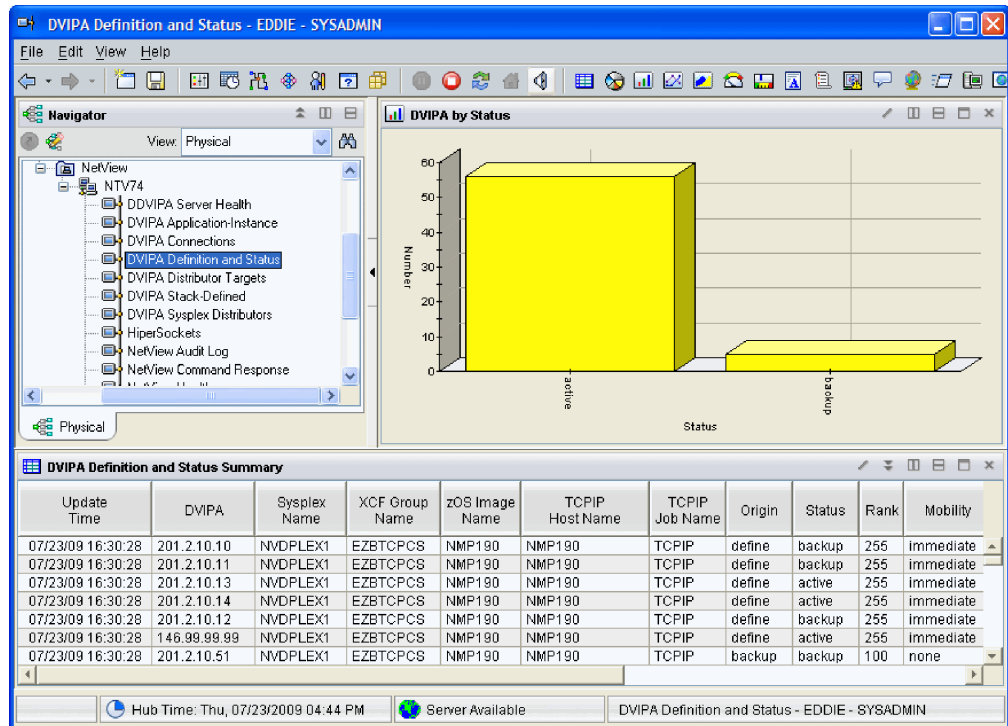 DVIPA Definition and Status - EDDIE - SYSADMIN
File Edit View Help
Navigator
View: Physical
NetView
NTV74
DDVIPA Server Health
DVIPA Application-Instance
DVIPA Connections
DVIPA Definition and Status
DVIPA Distributor Targets
DVIPA Stack-Defined
DVIPA Sysplex Distributors
HiperSockets
NetView Audit Log
NetView Command Response
Physical
DVIPA by Status
60
50
40
30
20
10
0
Number
active
backup
Status
DVIPA Definition and Status Summary
Update Time DVIPA Sysplex Name XCF Group Name zOS Image Name TCPIP Host Name TCPIP Job Name Origin Status Rank Mobility
07/23/09 16:30:28 201.2.10.10 NVDPLEX1 EZBTCPCS NMP190 NMP190 TCPIP define backup 255 immediate
07/23/09 16:30:28 201.2.10.11 NVDPLEX1 EZBTCPCS NMP190 NMP190 TCPIP define backup 255 immediate
07/23/09 16:30:28 201.2.10.13 NVDPLEX1 EZBTCPCS NMP190 NMP190 TCPIP define active 255 immediate
07/23/09 16:30:28 201.2.10.14 NVDPLEX1 EZBTCPCS NMP190 NMP190 TCPIP define active 255 immediate
07/23/09 16:30:28 201.2.10.12 NVDPLEX1 EZBTCPCS NMP190 NMP190 TCPIP define backup 255 immediate
07/23/09 16:30:28 146.99.99.99 NVDPLEX1 EZBTCPCS NMP190 NMP190 TCPIP define active 255 immediate
07/23/09 16:30:28 201.2.10.51 NVDPLEX1 EZBTCPCS NMP190 NMP190 TCPIP backup backup 100 none
Hub Time: Thu, 07/23/2009 04:44 PM
Server Available
DVIPA Definition and Status - EDDIE - SYSADMIN